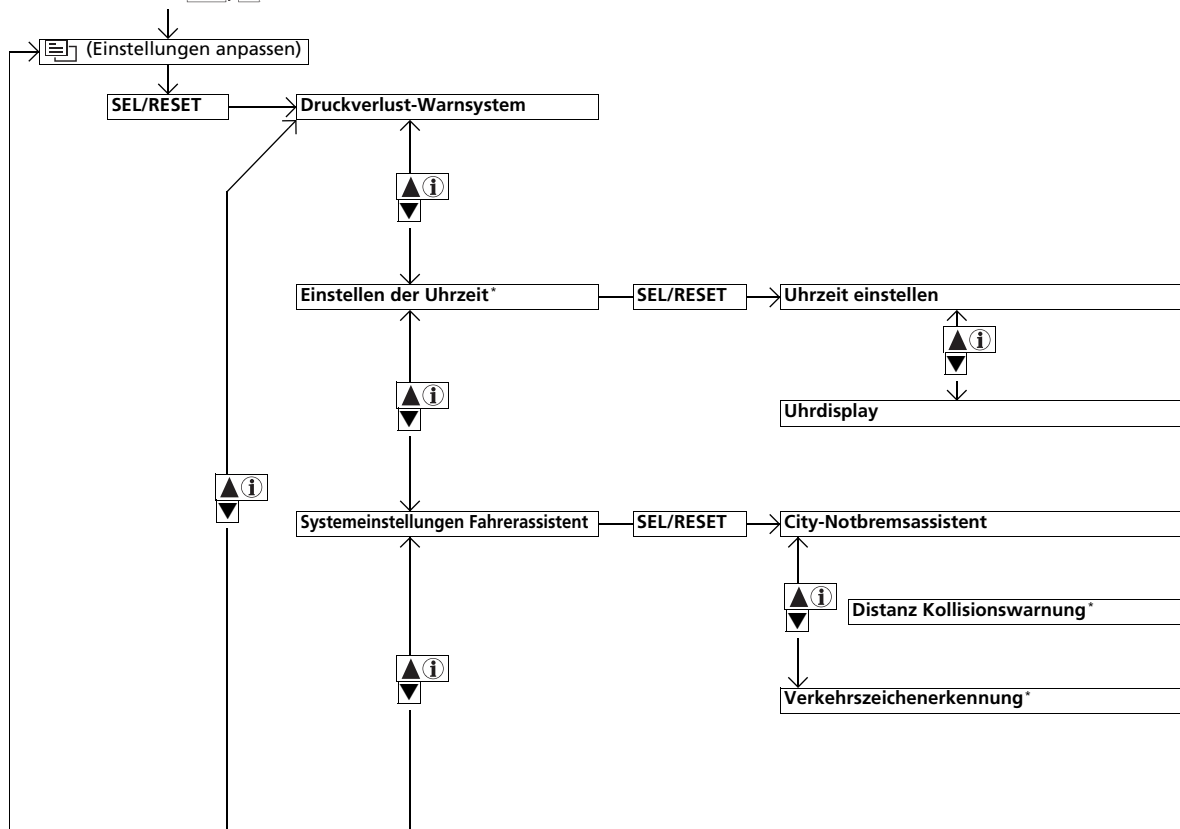 (Einstellungen anpassen)
SEL/RESET
Druckverlust-Warnsystem
Einstellen der Uhrzeit*
SEL/RESET
Uhrzeit einstellen
Uhrdisplay
Systemeinstellungen Fahrerassistent
SEL/RESET
City-Notbremsassistent
Distanz Kollisionswarnung*
Verkehrszeichenerkennung*